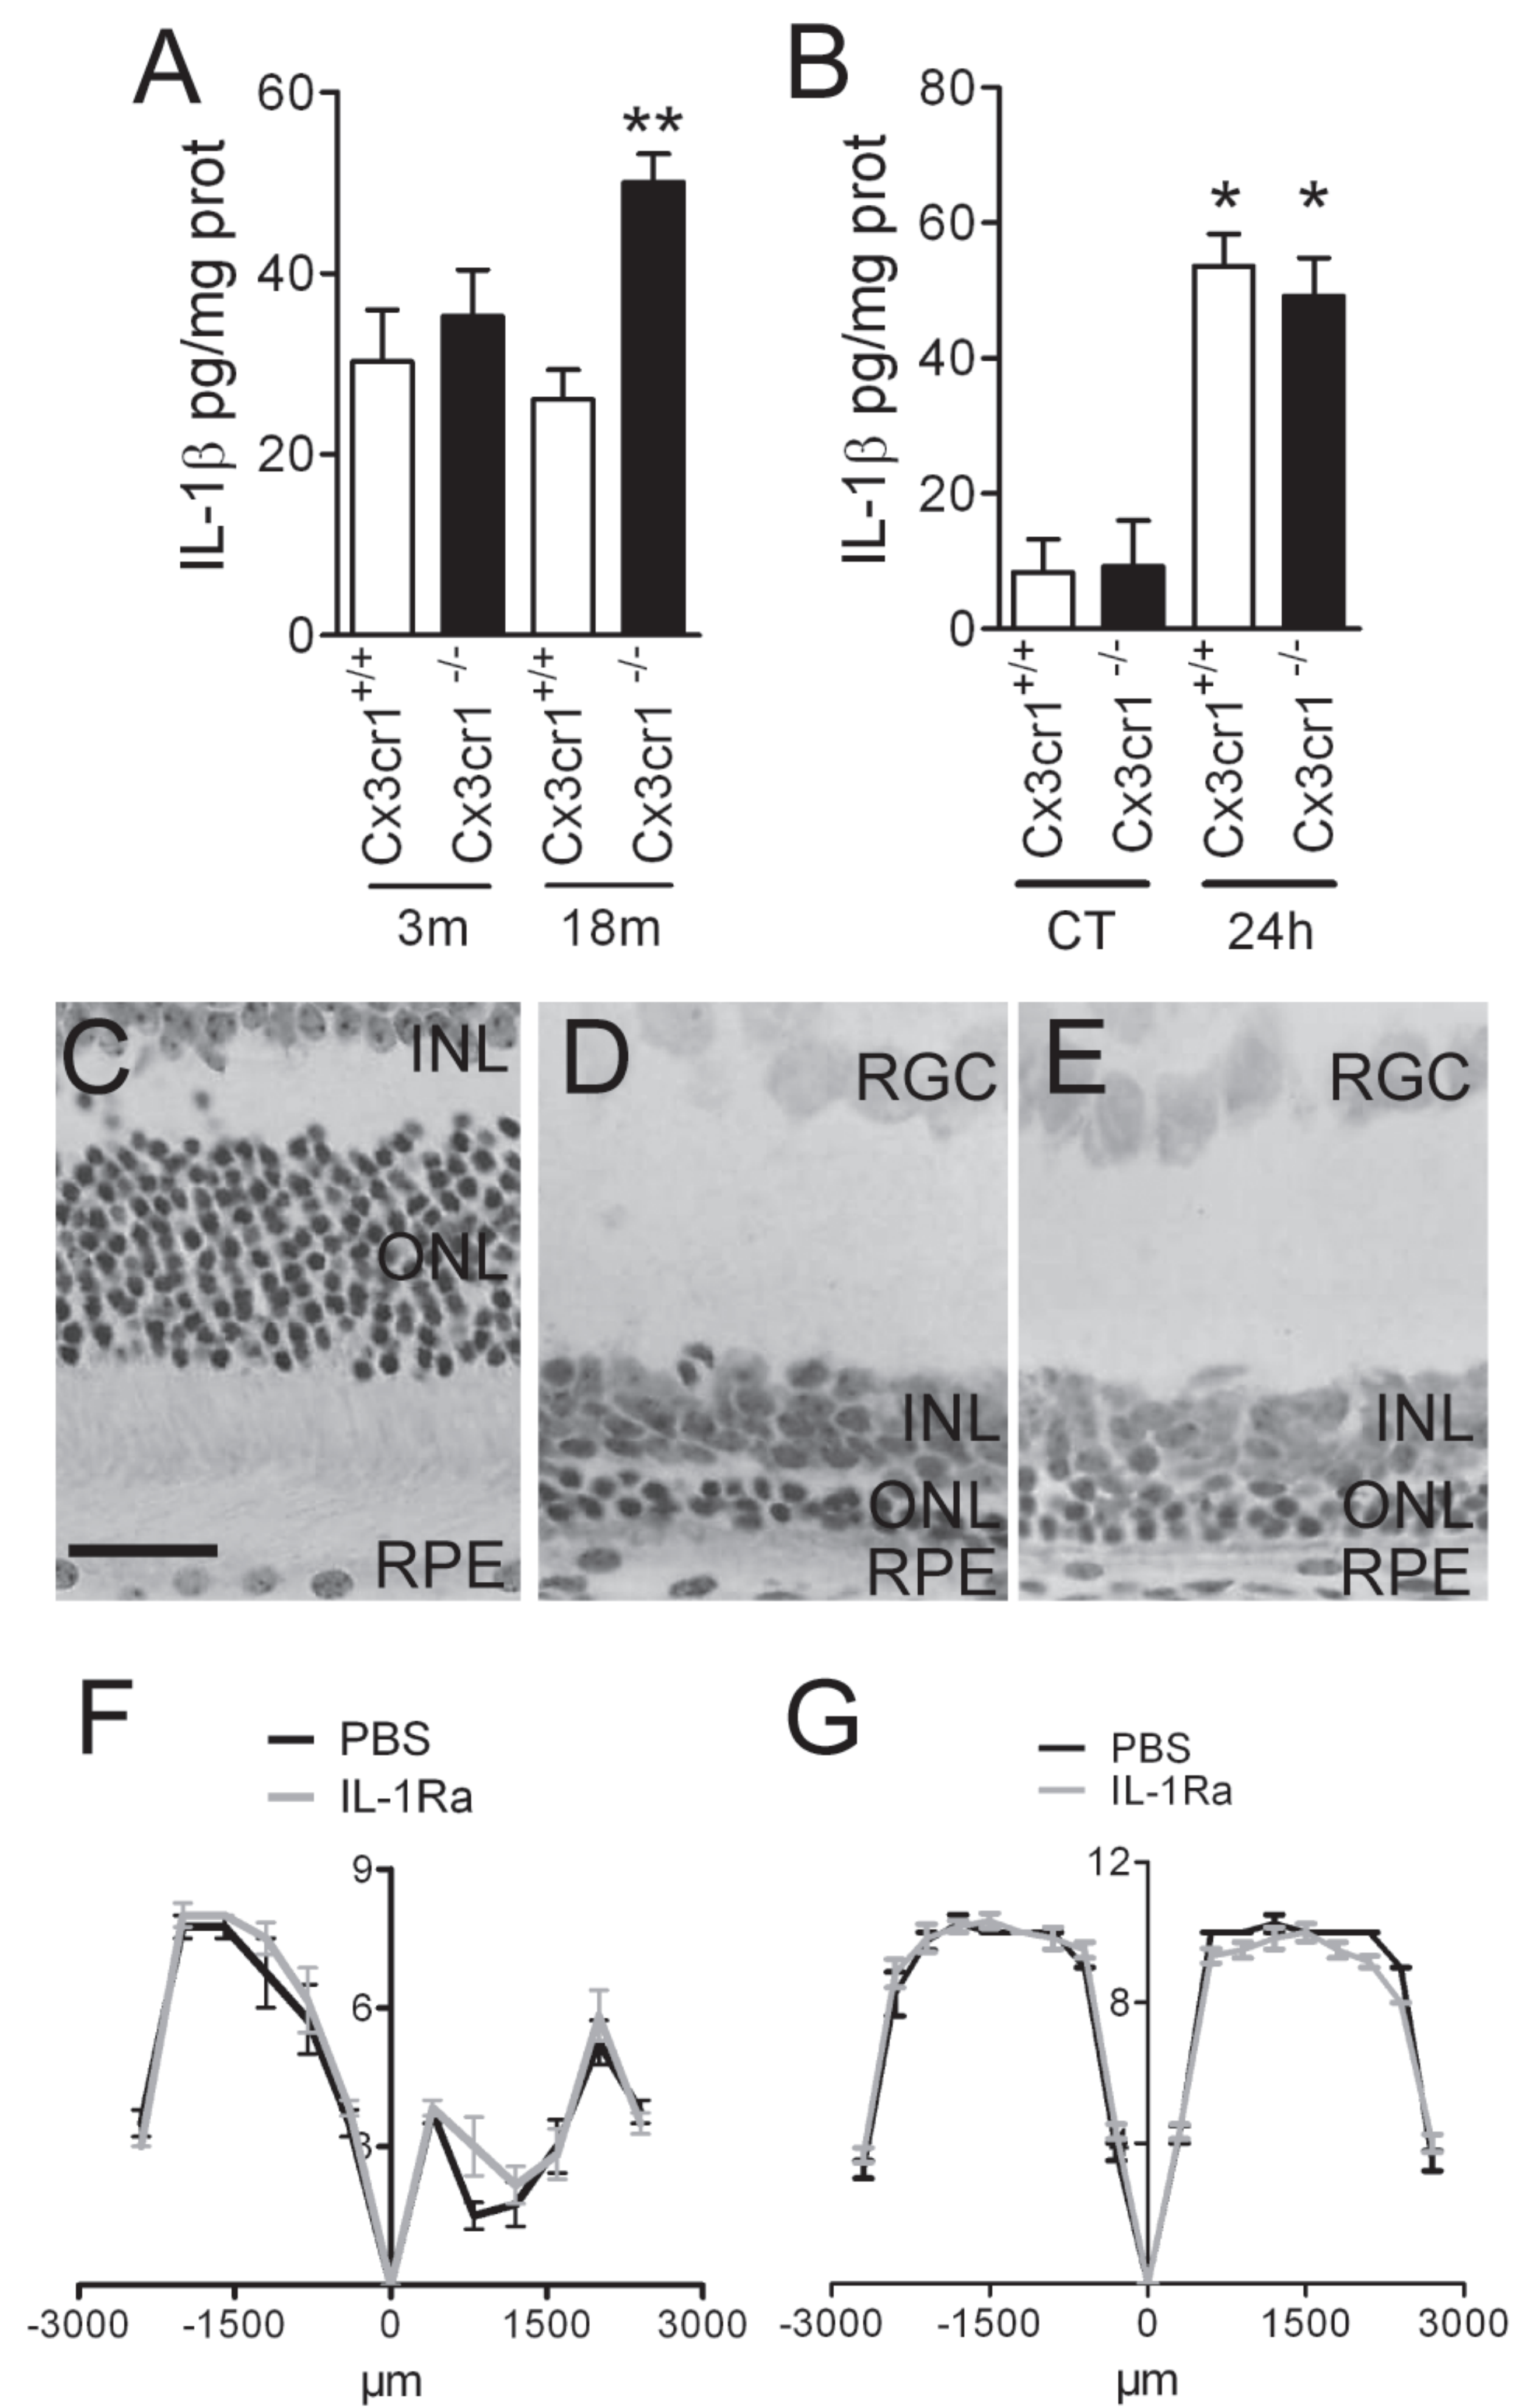 A
60
40
20
0
IL-1β pg/mg prot
**
Cx3cr1+/+
Cx3cr1-/-
Cx3cr1+/+
Cx3cr1-/-
3m
18m
B
80
60
40
20
0
IL-1β pg/mg prot
*
*
Cx3cr1+/+
Cx3cr1-/-
Cx3cr1+/+
Cx3cr1-/-
CT
24h
C
INL
ONL
RPE
D
RGC
INL
ONL
RPE
E
RGC
INL
ONL
RPE
F
PBS
IL-1Ra
9
6
3
-3000 -1500 0 1500 3000
µm
G
PBS
IL-1Ra
12
8
-3000 -1500 0 1500 3000
µm